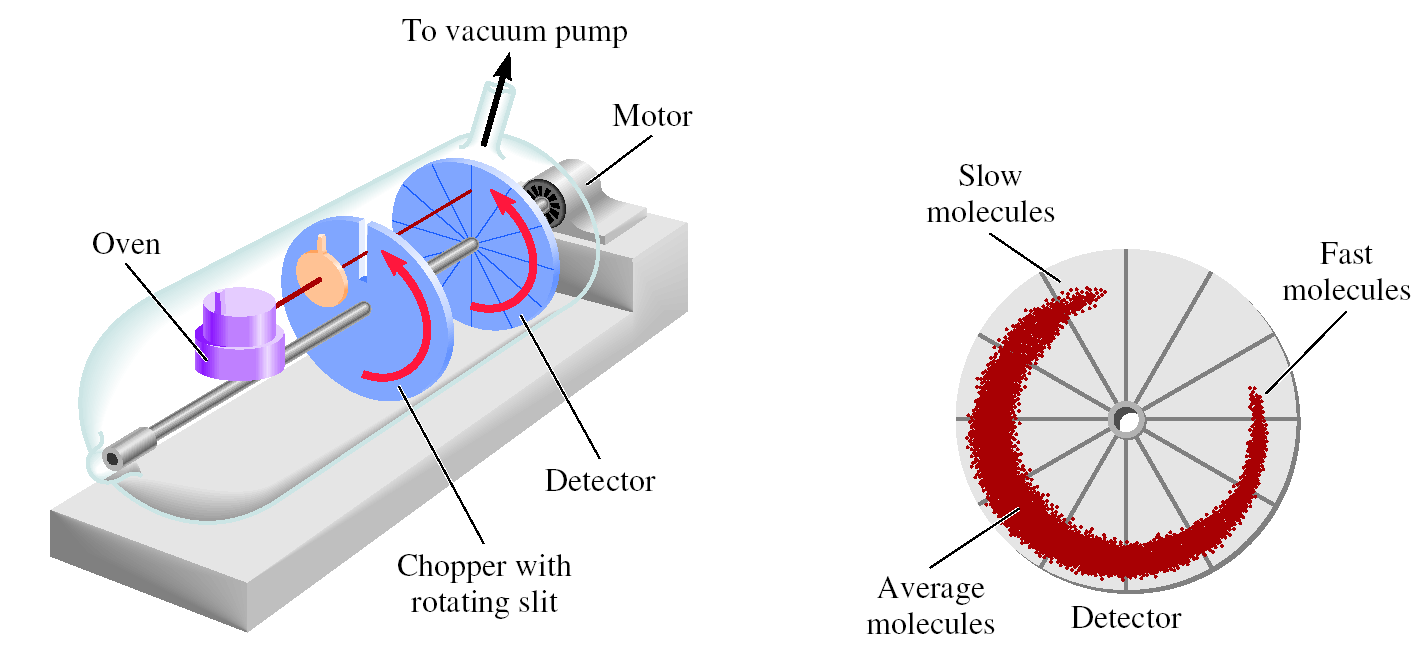 To vacuum pump
Motor
Oven
Detector
Chopper with
rotating slit
Slow
molecules
Fast
molecules
Average
molecules
Detector